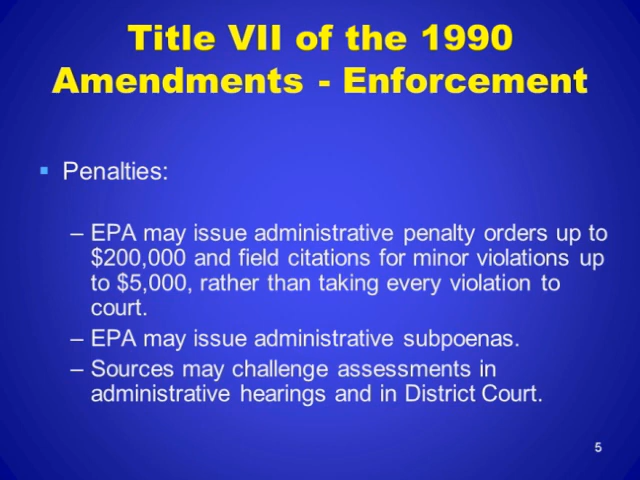 Title VII of the 1990
Amendments - Enforcement
▪ Penalties:
– EPA may issue administrative penalty orders up to
$200,000 and field citations for minor violations up
to $5,000, rather than taking every violation to
court.
– EPA may issue administrative subpoenas.
– Sources may challenge assessments in
administrative hearings and in District Court.
5